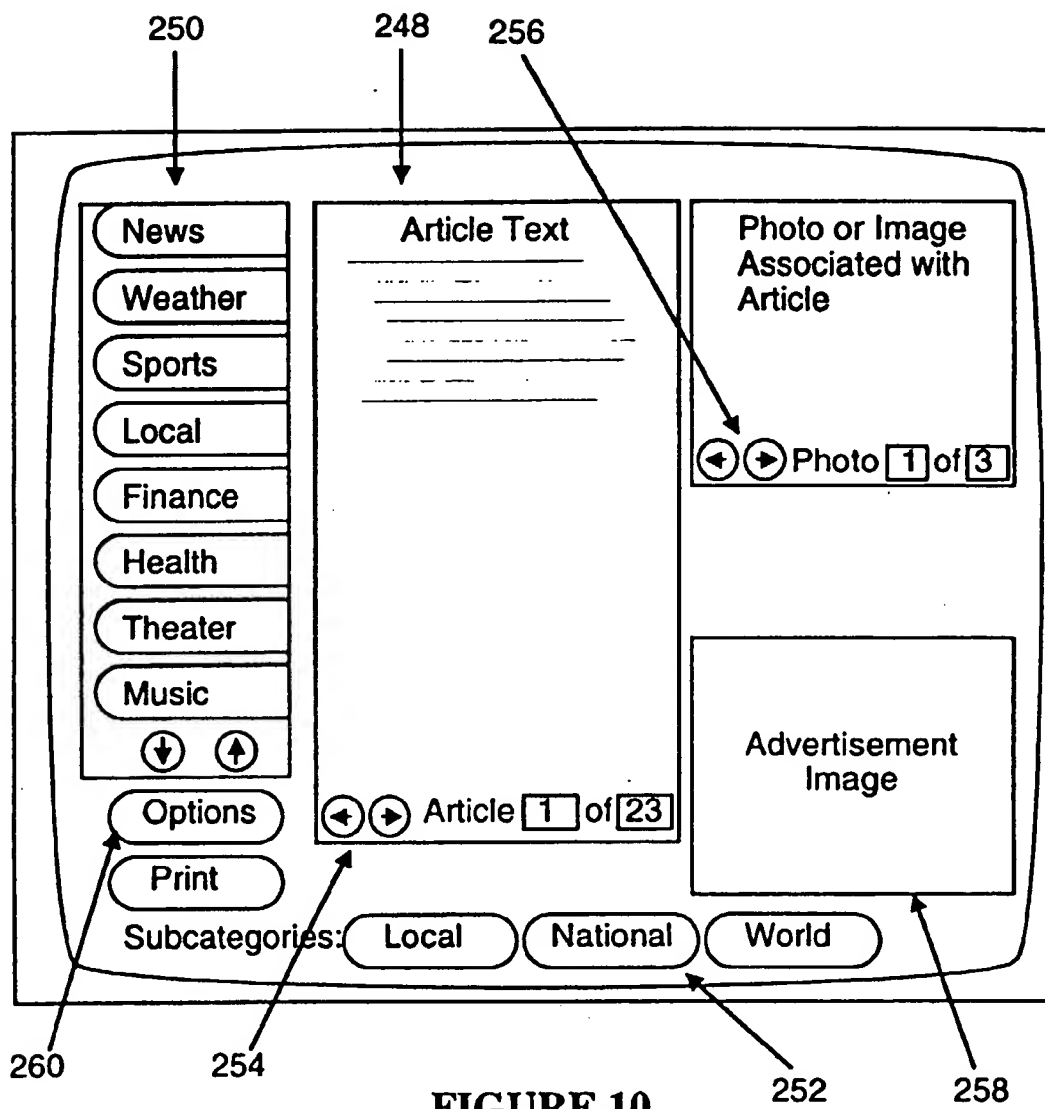 250 248 256
News
Weather
Sports
Local
Finance
Health
Theater
Music
Options
Print
Article Text
Article 1 of 23
Photo or Image
Associated with
Article
Photo 1 of 3
Advertisement
Image
Subcategories: Local National World
260 254 252 258
FIGURE 10